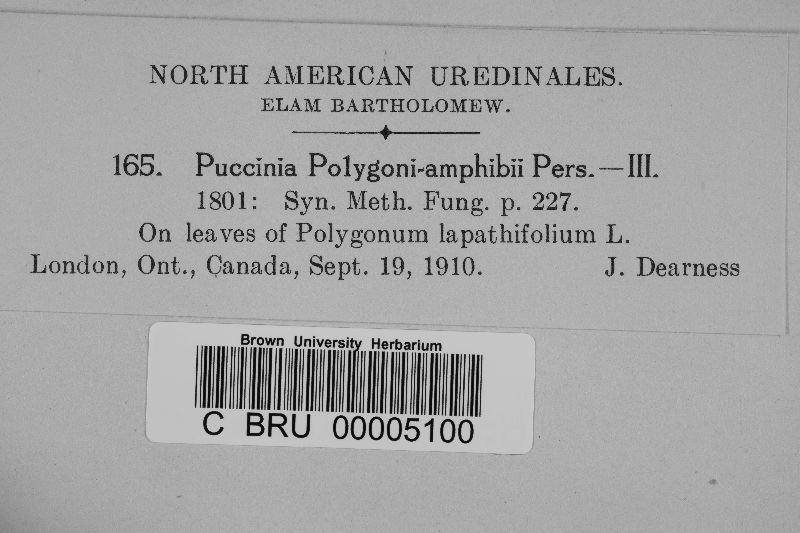 NORTH AMERICAN UREDINALES.
ELAM BARTHOLOMEW.
165. Puccinia Polygoni-amphibii Pers.—III.
1801: Syn. Meth. Fung. p. 227.
On leaves of Polygonum lapathifolium L.
London, Ont., Canada, Sept. 19, 1910. J. Dearness
Brown University Herbarium
C BRU 00005100